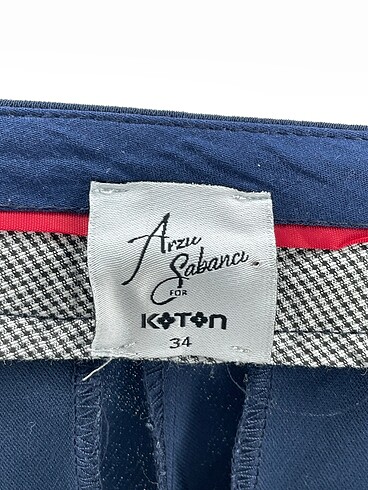 Arzu
Sabancı
FOR
KOTON
34